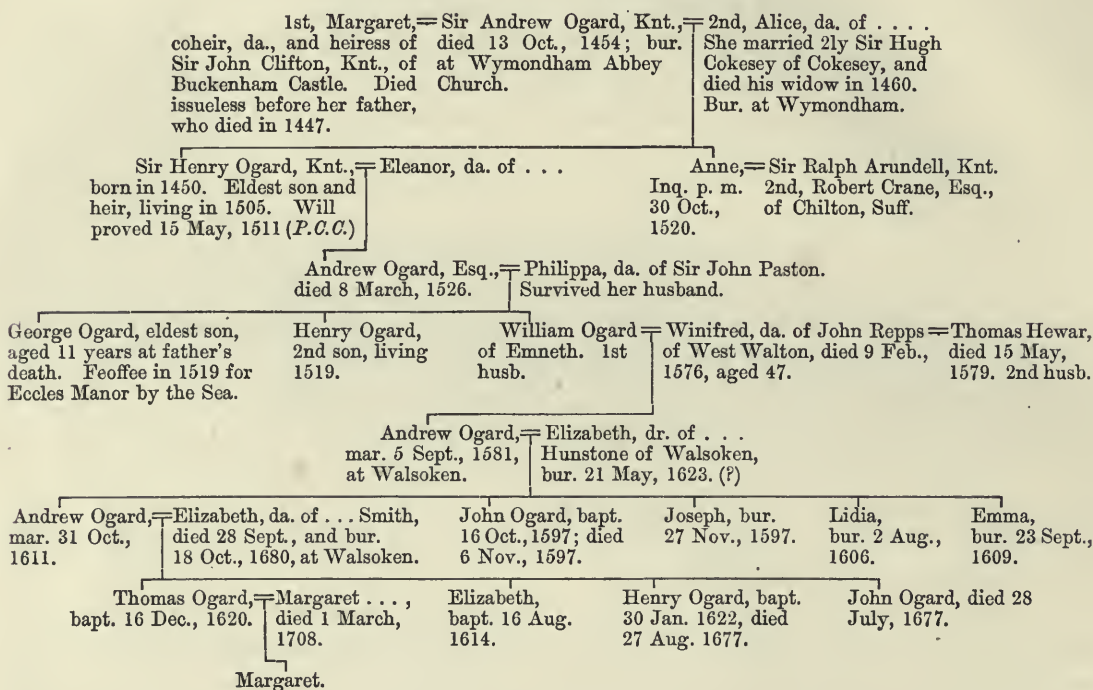 1st, Margaret,
coheir, da., and heiress of
Sir John Clifton, Knt., of
Buckenham Castle. Died
issueless before her father,
who died in 1447.
Sir Andrew Ogard, Knt.,
died 13 Oct., 1454; bur.
at Wymondham Abbey
Church.
2nd, Alice, da. of . . . .
She married 2ly Sir Hugh
Cokesey of Cokesey, and
died his widow in 1460.
Bur. at Wymondham.
Sir Henry Ogard, Knt.,
born in 1450. Eldest son and
heir, living in 1505. Will
proved 15 May, 1511 (P.C.C.)
Eleanor, da. of . . .
Anne,
Inq. p. m.
30 Oct.,
1520.
Sir Ralph Arundell, Knt.
2nd, Robert Crane, Esq.,
of Chilton, Suff.
Andrew Ogard, Esq.,
died 8 March, 1526.
Philippa, da. of Sir John Paston.
Survived her husband.
George Ogard, eldest son,
aged 11 years at father's
death. Feoffee in 1519 for
Eccles Manor by the Sea.
Henry Ogard,
2nd son, living
1519.
William Ogard
of Emneth. 1st
husb.
Winifred, da. of John Repps
of West Walton, died 9 Feb.,
1576, aged 47.
Thomas Hewar,
died 15 May,
1579. 2nd husb.
Andrew Ogard,
mar. 5 Sept., 1581,
at Walsoken.
Elizabeth, dr. of . . .
Hunstone of Walsoken,
bur. 21 May, 1623. (?)
Andrew Ogard,
mar. 31 Oct.,
1611.
Elizabeth, da. of . . . Smith,
died 28 Sept., and bur.
18 Oct., 1680, at Walsoken.
John Ogard, bapt.
16 Oct., 1597; died
6 Nov., 1597.
Joseph, bur.
27 Nov., 1597.
Lidia,
bur. 2 Aug.,
1606.
Emma,
bur. 23 Sept.,
1609.
Thomas Ogard,
bapt. 16 Dec., 1620.
Margaret . . . ,
died 1 March,
1708.
Elizabeth,
bapt. 16 Aug.
1614.
Henry Ogard, bapt.
30 Jan. 1622, died
27 Aug. 1677.
John Ogard, died 28
July, 1677.
Margaret.